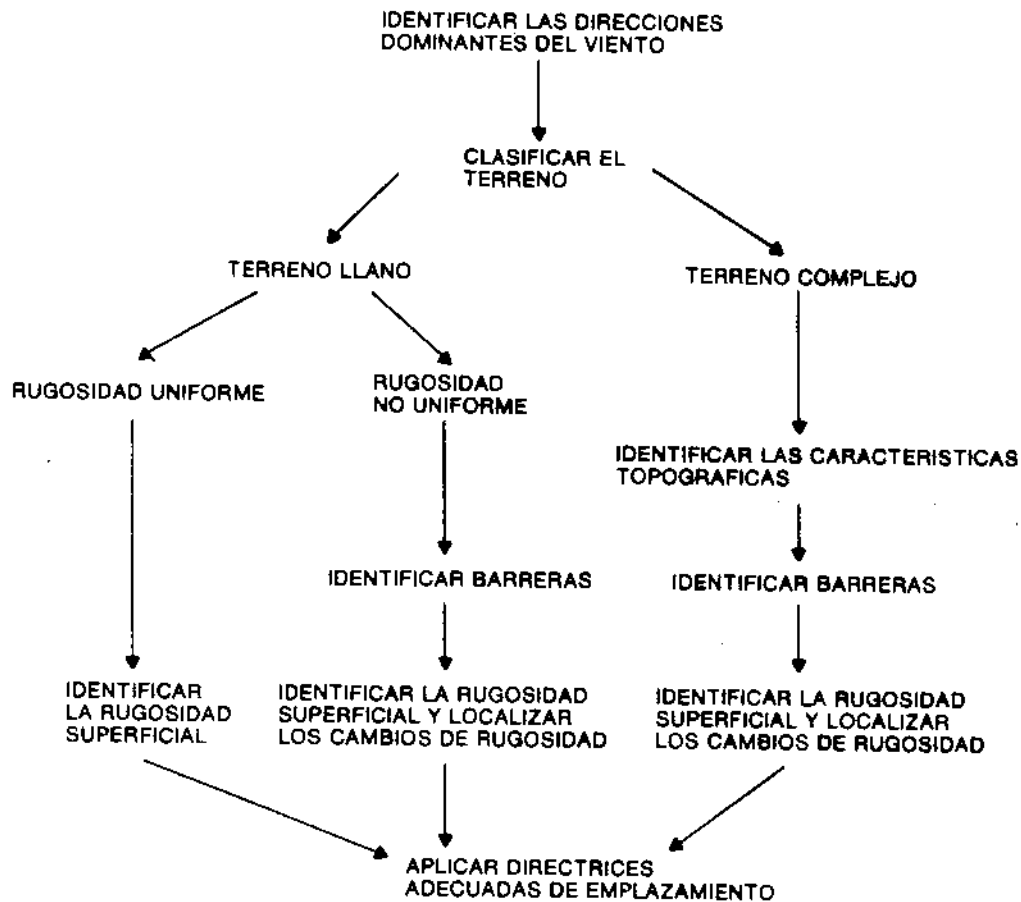 IDENTIFICAR LAS DIRECCIONES
DOMINANTES DEL VIENTO
CLASIFICAR EL
TERRENO
TERRENO LLANO
TERRENO COMPLEJO
RUGOSIDAD UNIFORME
RUGOSIDAD
NO UNIFORME
IDENTIFICAR LAS CARACTERISTICAS
TOPOGRAFICAS
IDENTIFICAR BARRERAS
IDENTIFICAR BARRERAS
IDENTIFICAR
LA RUGOSIDAD
SUPERFICIAL
IDENTIFICAR LA RUGOSIDAD
SUPERFICIAL Y LOCALIZAR
LOS CAMBIOS DE RUGOSIDAD
IDENTIFICAR LA RUGOSIDAD
SUPERFICIAL Y LOCALIZAR
LOS CAMBIOS DE RUGOSIDAD
APLICAR DIRECTRICES
ADECUADAS DE EMPLAZAMIENTO